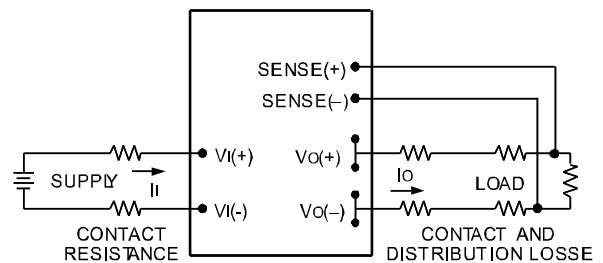 SENSE(+)
SENSE(–)
VI(+)
VO(+)
SUPPLY
II
IO
LOAD
VI(-)
VO(–)
CONTACT
RESISTANCE
CONTACT AND
DISTRIBUTION LOSSE